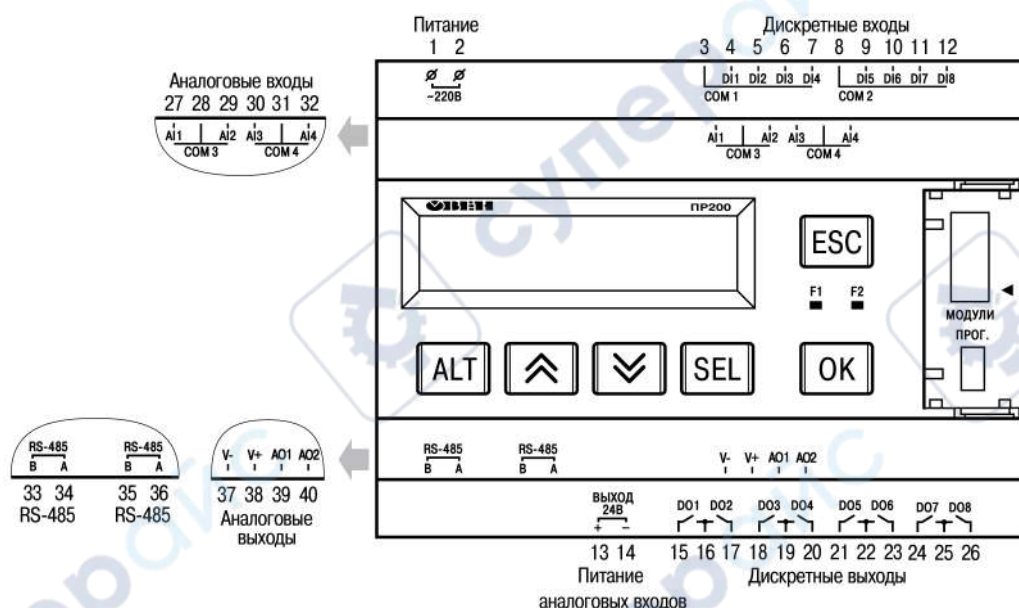 Питание
1 2
Дискретные входы
3 4 5 6 7 8 9 10 11 12
~220В
DI1 DI2 DI3 DI4 DI5 DI6 DI7 DI8
COM 1 COM 2
Аналоговые входы
27 28 29 30 31 32
AI1 AI2 AI3 AI4
COM 3 COM 4
AI1 AI2 AI3 AI4
COM 3 COM 4
ОВЕН ПР200
ESC
F1 F2
МОДУЛИ
ПРОГ.
ALT SEL OK
RS-485 RS-485
B A B A
33 34 35 36
RS-485 RS-485
V- V+ AO1 AO2
37 38 39 40
Аналоговые
выходы
RS-485 RS-485
B A B A
V- V+ AO1 AO2
ВЫХОД
24В
+ −
DO1 DO2 DO3 DO4 DO5 DO6 DO7 DO8
13 14 15 16 17 18 19 20 21 22 23 24 25 26
Питание
аналоговых входов
Дискретные выходы
суперайс